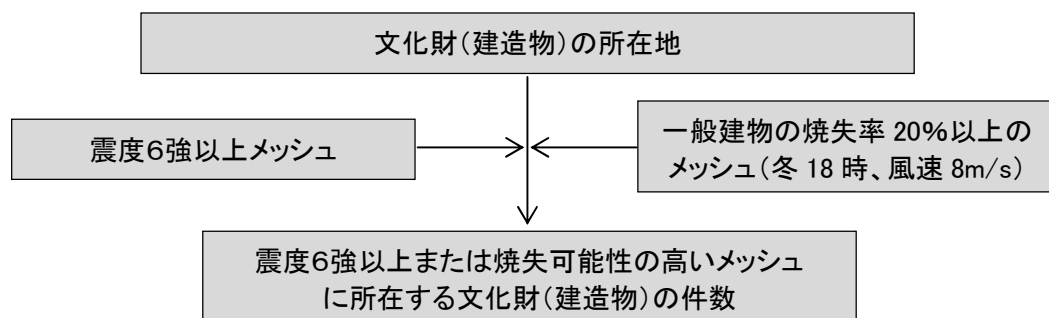 文化財（建造物）の所在地
震度６強以上メッシュ
一般建物の焼失率 20％以上の
メッシュ（冬 18 時、風速 8m/s）
震度６強以上または焼失可能性の高いメッシュ
に所在する文化財（建造物）の件数